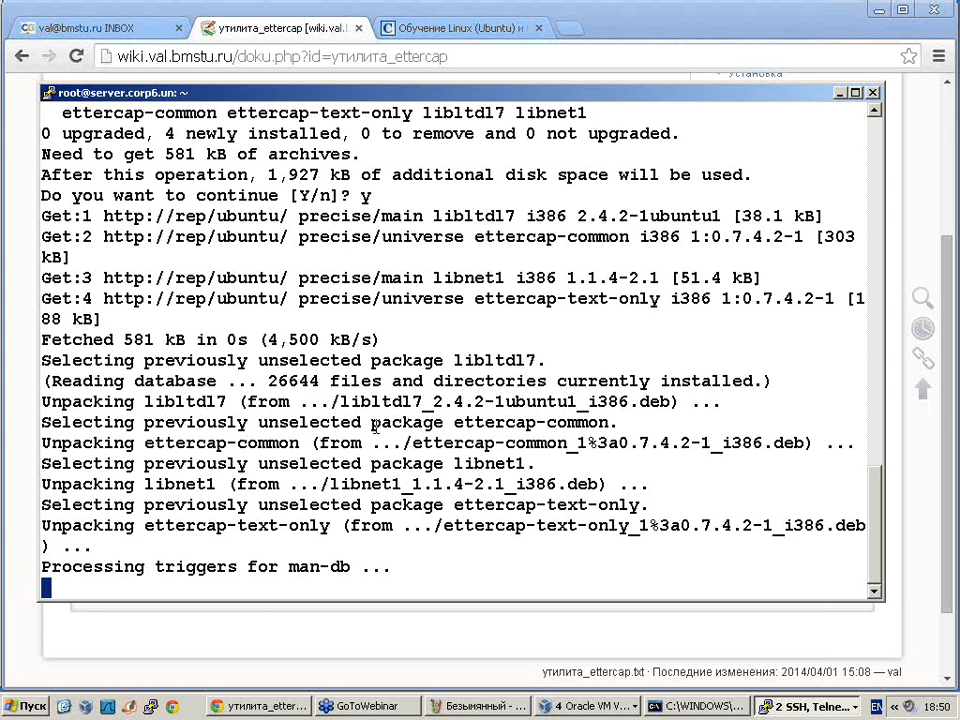 val@bmstu.ru INBOX
утилита_ettercap [wiki.val.
Обучение Linux (Ubuntu) и
wiki.val.bmstu.ru/doku.php?id=утилита_ettercap
Установка
root@server.corp6.un: ~
ettercap-common ettercap-text-only libltdl7 libnet1
0 upgraded, 4 newly installed, 0 to remove and 0 not upgraded.
Need to get 581 kB of archives.
After this operation, 1,927 kB of additional disk space will be used.
Do you want to continue [Y/n]? y
Get:1 http://rep/ubuntu/ precise/main libltdl7 i386 2.4.2-1ubuntu1 [38.1 kB]
Get:2 http://rep/ubuntu/ precise/universe ettercap-common i386 1:0.7.4.2-1 [303
kB]
Get:3 http://rep/ubuntu/ precise/main libnet1 i386 1.1.4-2.1 [51.4 kB]
Get:4 http://rep/ubuntu/ precise/universe ettercap-text-only i386 1:0.7.4.2-1 [1
88 kB]
Fetched 581 kB in 0s (4,500 kB/s)
Selecting previously unselected package libltdl7.
(Reading database ... 26644 files and directories currently installed.)
Unpacking libltdl7 (from .../libltdl7_2.4.2-1ubuntu1_i386.deb) ...
Selecting previously unselected package ettercap-common.
Unpacking ettercap-common (from .../ettercap-common_1%3a0.7.4.2-1_i386.deb) ...
Selecting previously unselected package libnet1.
Unpacking libnet1 (from .../libnet1_1.1.4-2.1_i386.deb) ...
Selecting previously unselected package ettercap-text-only.
Unpacking ettercap-text-only (from .../ettercap-text-only_1%3a0.7.4.2-1_i386.deb
) ...
Processing triggers for man-db ...
утилита_ettercap.txt · Последние изменения: 2014/04/01 15:08 — val
Пуск
утилита_etter...
GoToWebinar
Безымянный - ...
4 Oracle VM V...
C:\WINDOWS\...
2 SSH, Telne...
EN
18:50